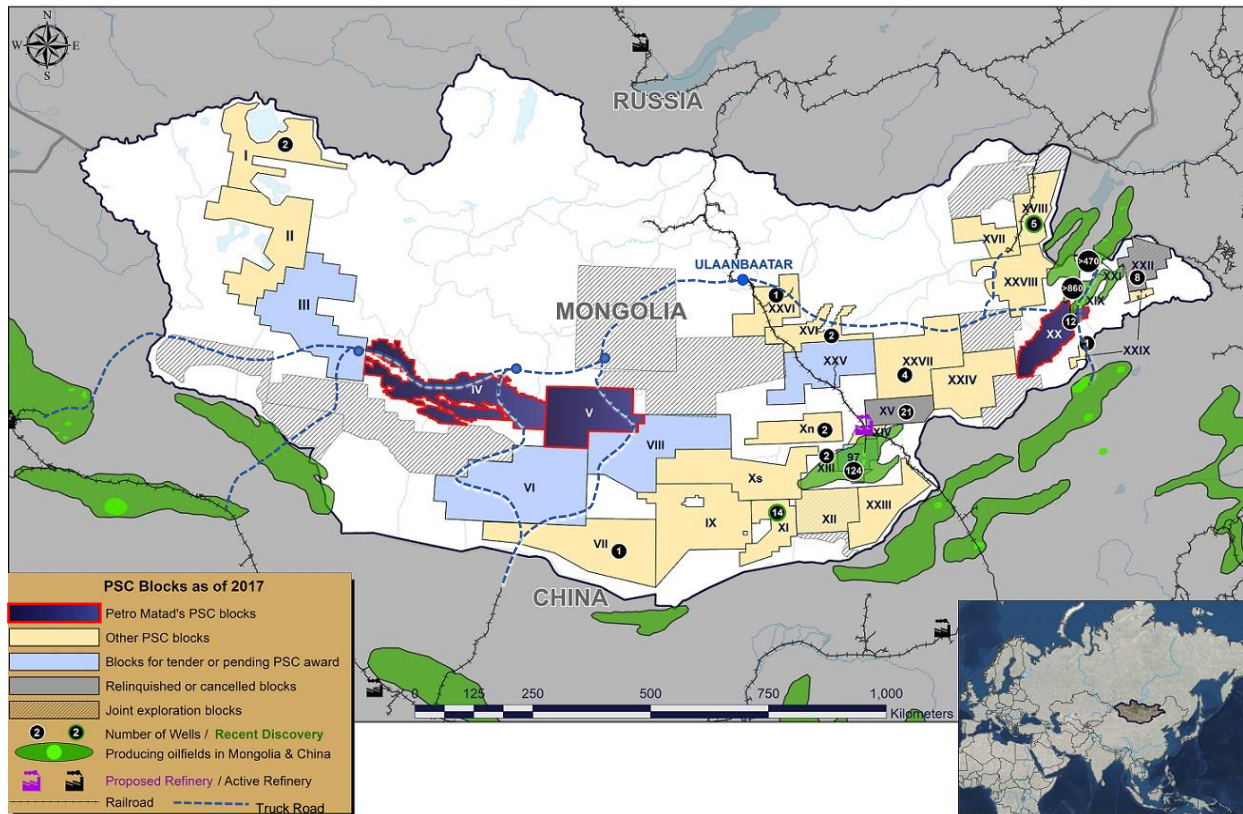 N
W
E
S
RUSSIA
I
2
II
III
ULAANBAATAR
MONGOLIA
1
XXVI
XVI
2
XXV
XVIII
5
XVII
XXVIII
>470
>860
XXI
XXII
8
XIX
12
XX
1
XXIX
XXVII
4
XXIV
IV
V
XV
21
Xn
2
XIV
2
XIII
97
124
VIII
VI
Xs
IX
14
XI
XII
XXIII
VII
1
CHINA
0
125
250
500
750
1,000
Kilometers
PSC Blocks as of 2017
Petro Matad's PSC blocks
Other PSC blocks
Blocks for tender or pending PSC award
Relinquished or cancelled blocks
Joint exploration blocks
2 2 Number of Wells / Recent Discovery
Producing oilfields in Mongolia & China
Proposed Refinery / Active Refinery
Railroad
Truck Road